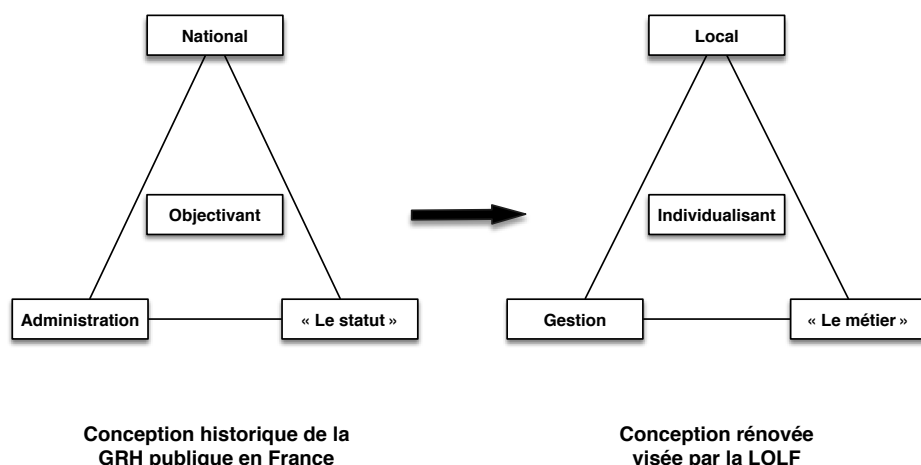 National
Local
Objectivant
Individualisant
Administration
« Le statut »
Gestion
« Le métier »
Conception historique de la
GRH publique en France
Conception rénovée
visée par la LOLF